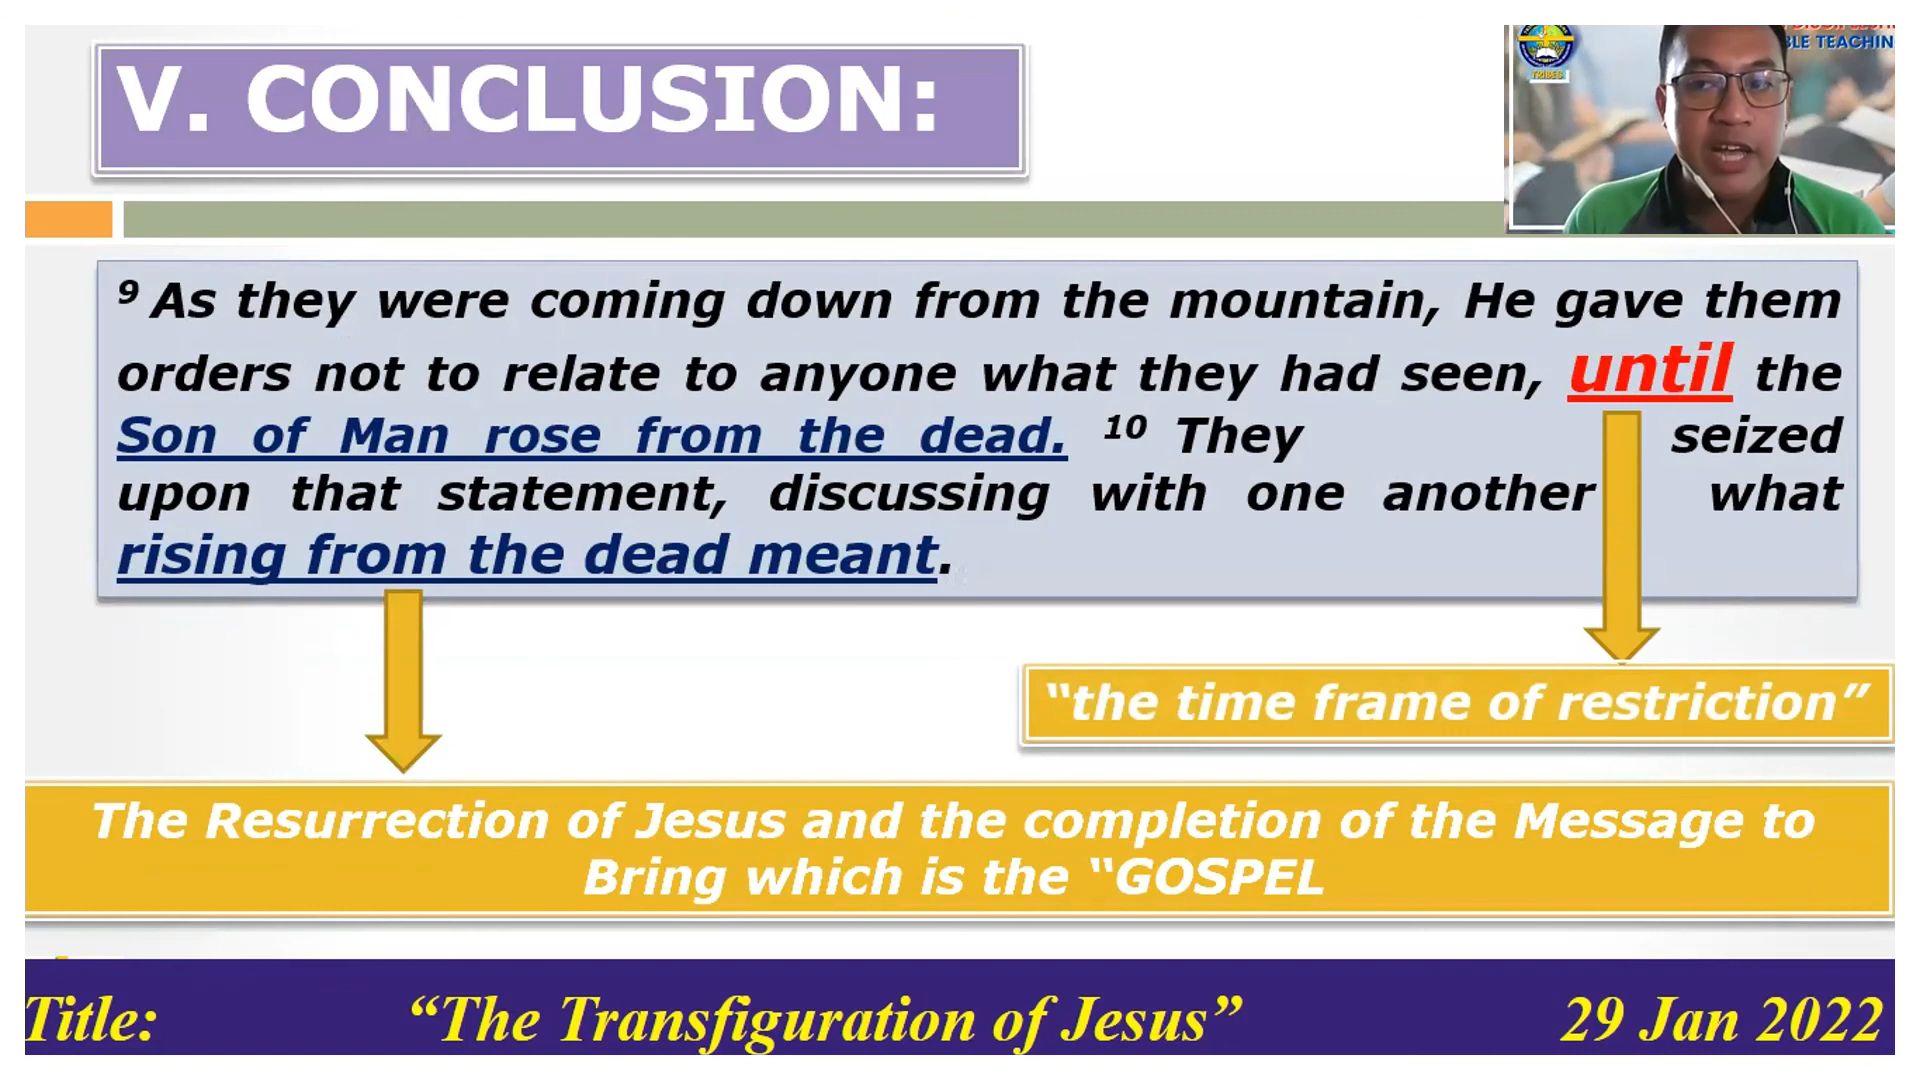 V. CONCLUSION:
BLE TEACHIN
TRIBES
⁹ As they were coming down from the mountain, He gave them
orders not to relate to anyone what they had seen, until the
Son of Man rose from the dead. ¹⁰ They seized
upon that statement, discussing with one another what
rising from the dead meant.
“the time frame of restriction”
The Resurrection of Jesus and the completion of the Message to
Bring which is the “GOSPEL
Title: “The Transfiguration of Jesus” 29 Jan 2022